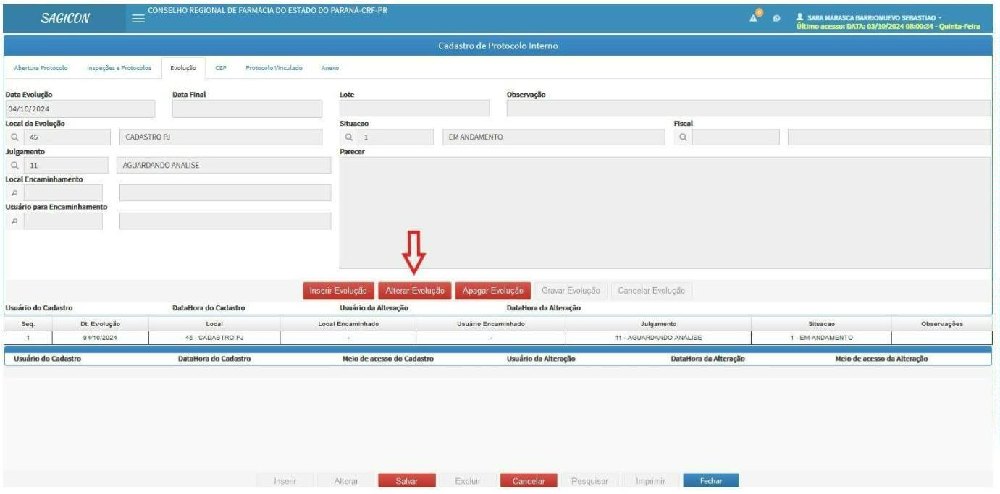 SAGICON
CONSELHO REGIONAL DE FARMÁCIA DO ESTADO DO PARANÁ-CRF-PR
0
SARA MARASCA BARRIONUEVO SEBASTIAO
Último acesso: DATA: 03/10/2024 08:00:34 - Quinta-Feira
Cadastro de Protocolo Interno
Abertura Protocolo Inspeções e Protocolos Evolução CEP Protocolo Vinculado Anexo
Data Evolução Data Final Lote Observação
04/10/2024
Local da Evolução Situacao Fiscal
45 CADASTRO PJ 1 EM ANDAMENTO
Julgamento Parecer
11 AGUARDANDO ANALISE
Local Encaminhamento
Usuário para Encaminhamento
Inserir Evolução Alterar Evolução Apagar Evolução Gravar Evolução Cancelar Evolução
Usuário do Cadastro DataHora do Cadastro Usuário da Alteração DataHora da Alteração
Seq. Dt. Evolução Local Local Encaminhado Usuário Encaminhado Julgamento Situacao Observações
1 04/10/2024 45 - CADASTRO PJ - - 11 - AGUARDANDO ANALISE 1 - EM ANDAMENTO
Usuário do Cadastro DataHora do Cadastro Meio de acesso do Cadastro Usuário da Alteração DataHora da Alteração Meio de acesso da Alteração
Inserir Alterar Salvar Excluir Cancelar Pesquisar Imprimir Fechar